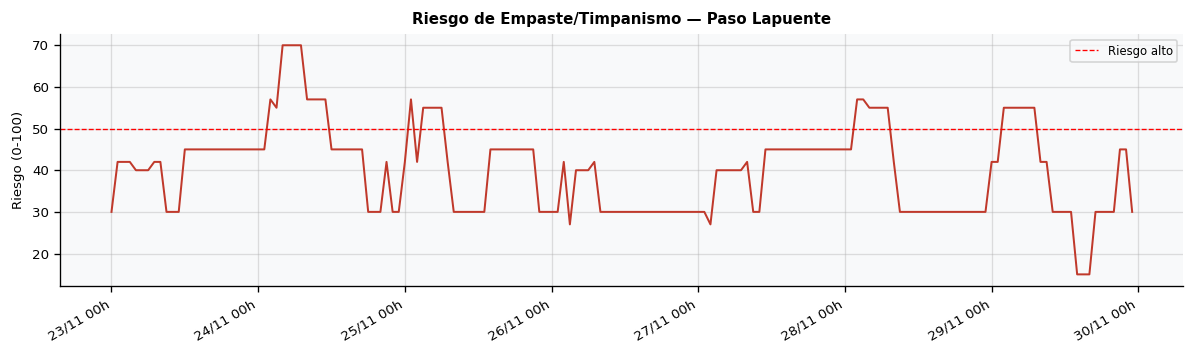 Riesgo de Empaste/Timpanismo — Paso Lapuente
Riesgo alto
Riesgo (0-100)
70
60
50
40
30
20
23/11 00h
24/11 00h
25/11 00h
26/11 00h
27/11 00h
28/11 00h
29/11 00h
30/11 00h